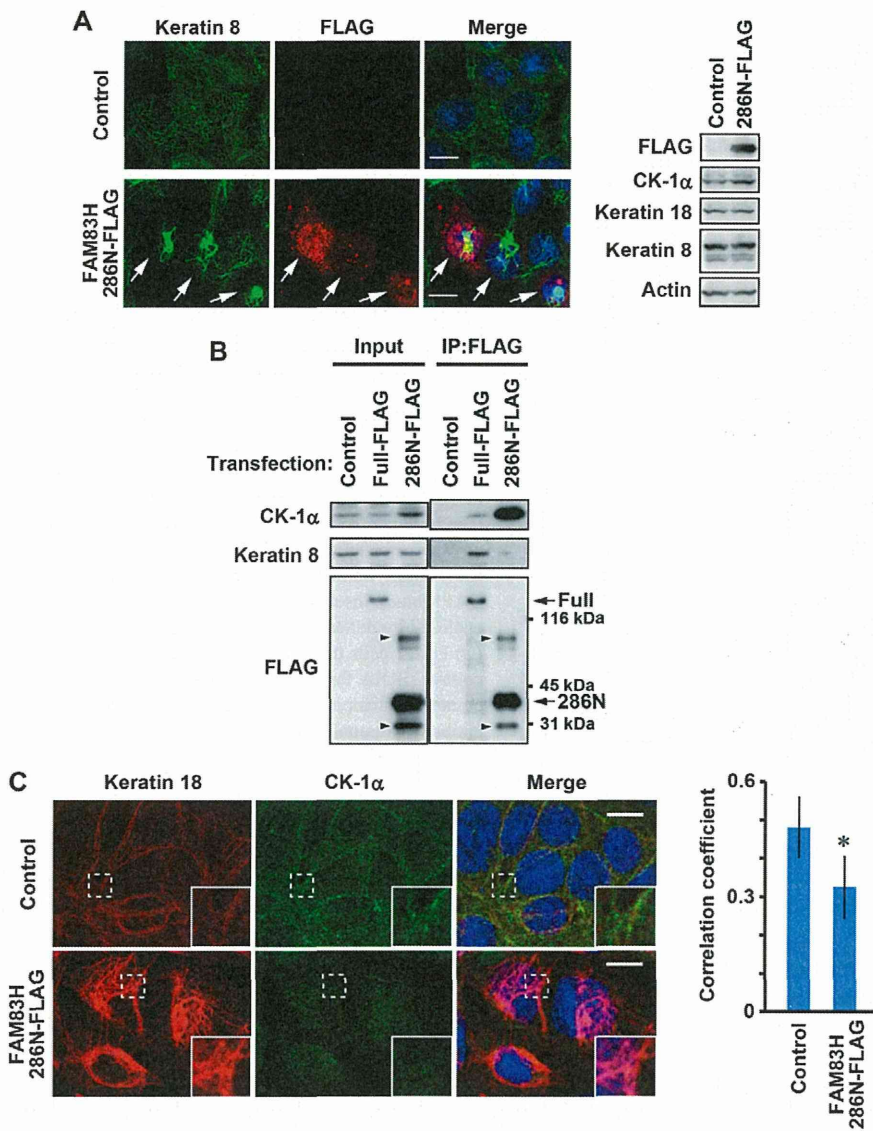 A
Keratin 8 FLAG Merge
Control
FAM83H
286N-FLAG
Control
286N-FLAG
FLAG
CK-1α
Keratin 18
Keratin 8
Actin
B
Input IP:FLAG
Transfection:
Control
Full-FLAG
286N-FLAG
Control
Full-FLAG
286N-FLAG
CK-1α
Keratin 8
FLAG
Full
116 kDa
45 kDa
286N
31 kDa
C
Keratin 18 CK-1α Merge
Control
FAM83H
286N-FLAG
Correlation coefficient
0.6
0.3
0
*
Control
FAM83H
286N-FLAG